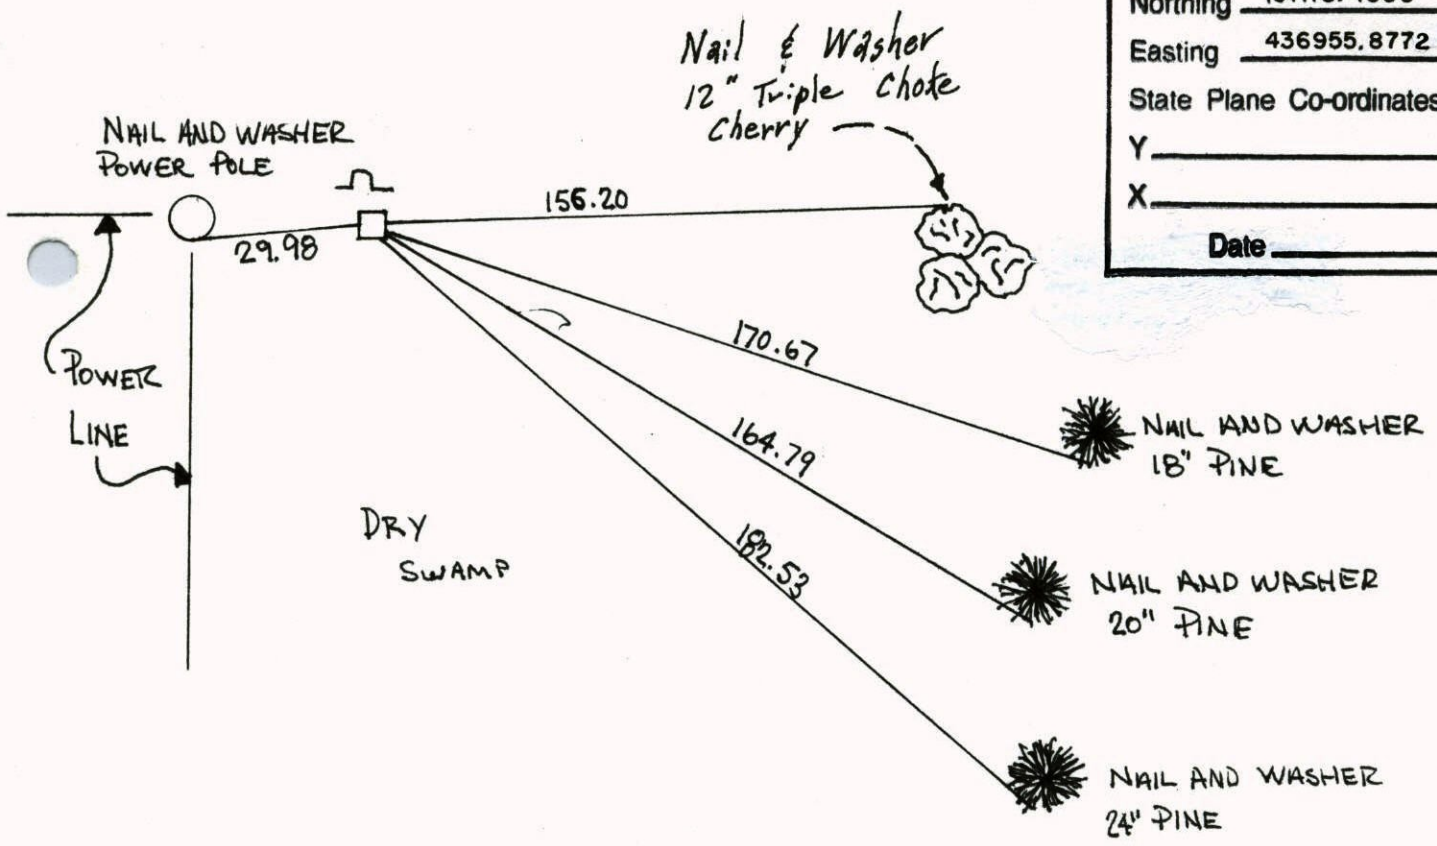 Northing
Easting 436955.8772
State Plane Co-ordinates
Y
X
Date
Nail & Washer
12" Triple Choke
Cherry
NAIL AND WASHER
POWER POLE
156.20
29.98
POWER
LINE
170.67
164.79
182.53
DRY
SWAMP
NAIL AND WASHER
18" PINE
NAIL AND WASHER
20" PINE
NAIL AND WASHER
24" PINE